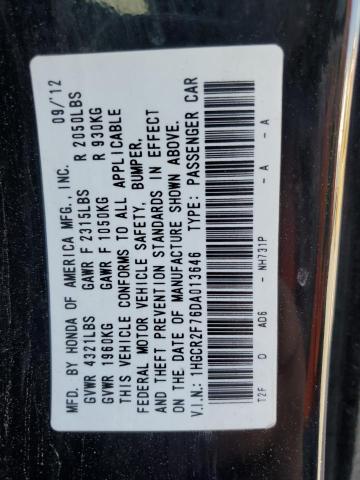 MFD. BY HONDA OF AMERICA MFG., INC. 09/'12
GVWR 4321LBS GAWR F 2315LBS R 2050LBS
GVWR 1960KG GAWR F 1050KG R 930KG
THIS VEHICLE CONFORMS TO ALL APPLICABLE
FEDERAL MOTOR VEHICLE SAFETY, BUMPER,
AND THEFT PREVENTION STANDARDS IN EFFECT
ON THE DATE OF MANUFACTURE SHOWN ABOVE.
V.I.N.: 1HGCR2F76DA013646 TYPE: PASSENGER CAR
T2F D AD6 - NH731P - A - A